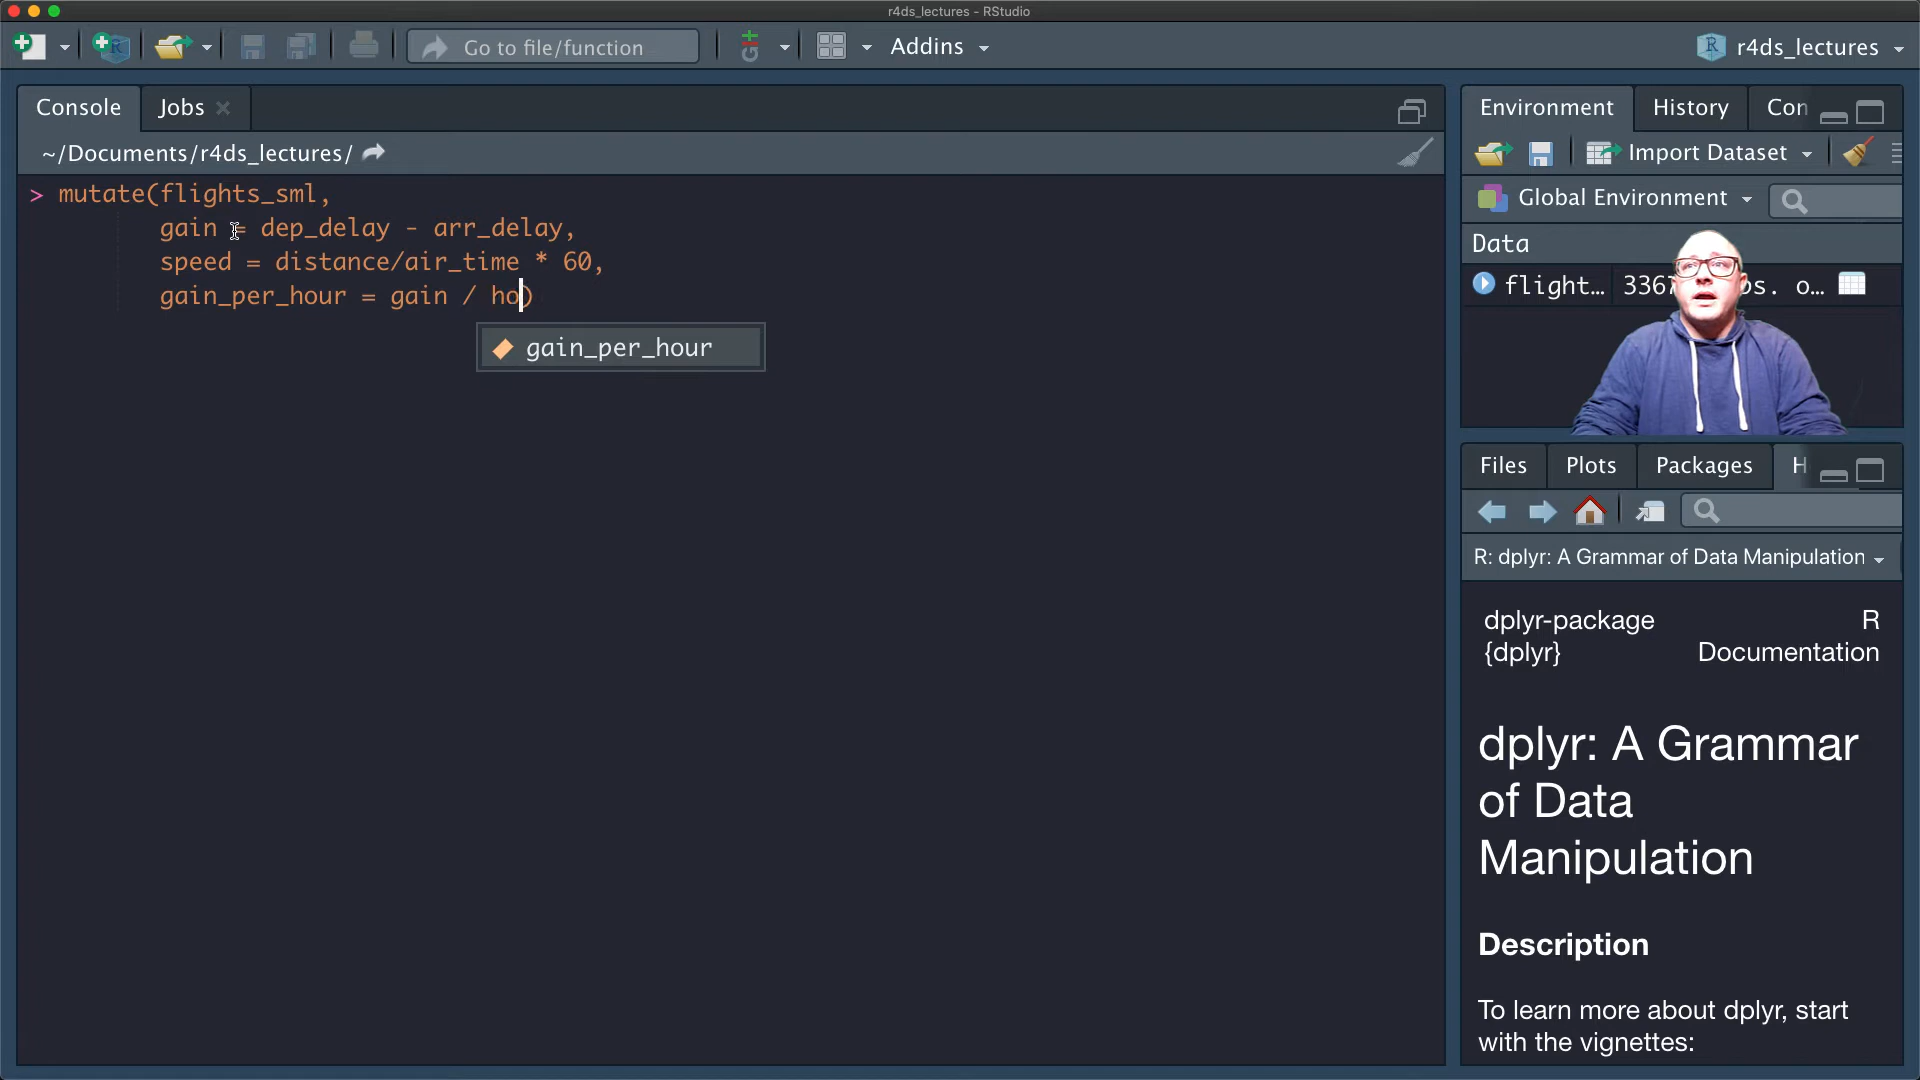 r4ds_lectures - RStudio
Go to file/function
Addins
r4ds_lectures
Console
Jobs
~/Documents/r4ds_lectures/
> mutate(flights_sml,
gain = dep_delay - arr_delay,
speed = distance/air_time * 60,
gain_per_hour = gain / ho)
gain_per_hour
Environment
History
Con
Import Dataset
Global Environment
Data
flight…
Files
Plots
Packages
H
R: dplyr: A Grammar of Data Manipulation
dplyr-package
{dplyr}
R
Documentation
dplyr: A Grammar
of Data
Manipulation
Description
To learn more about dplyr, start
with the vignettes: